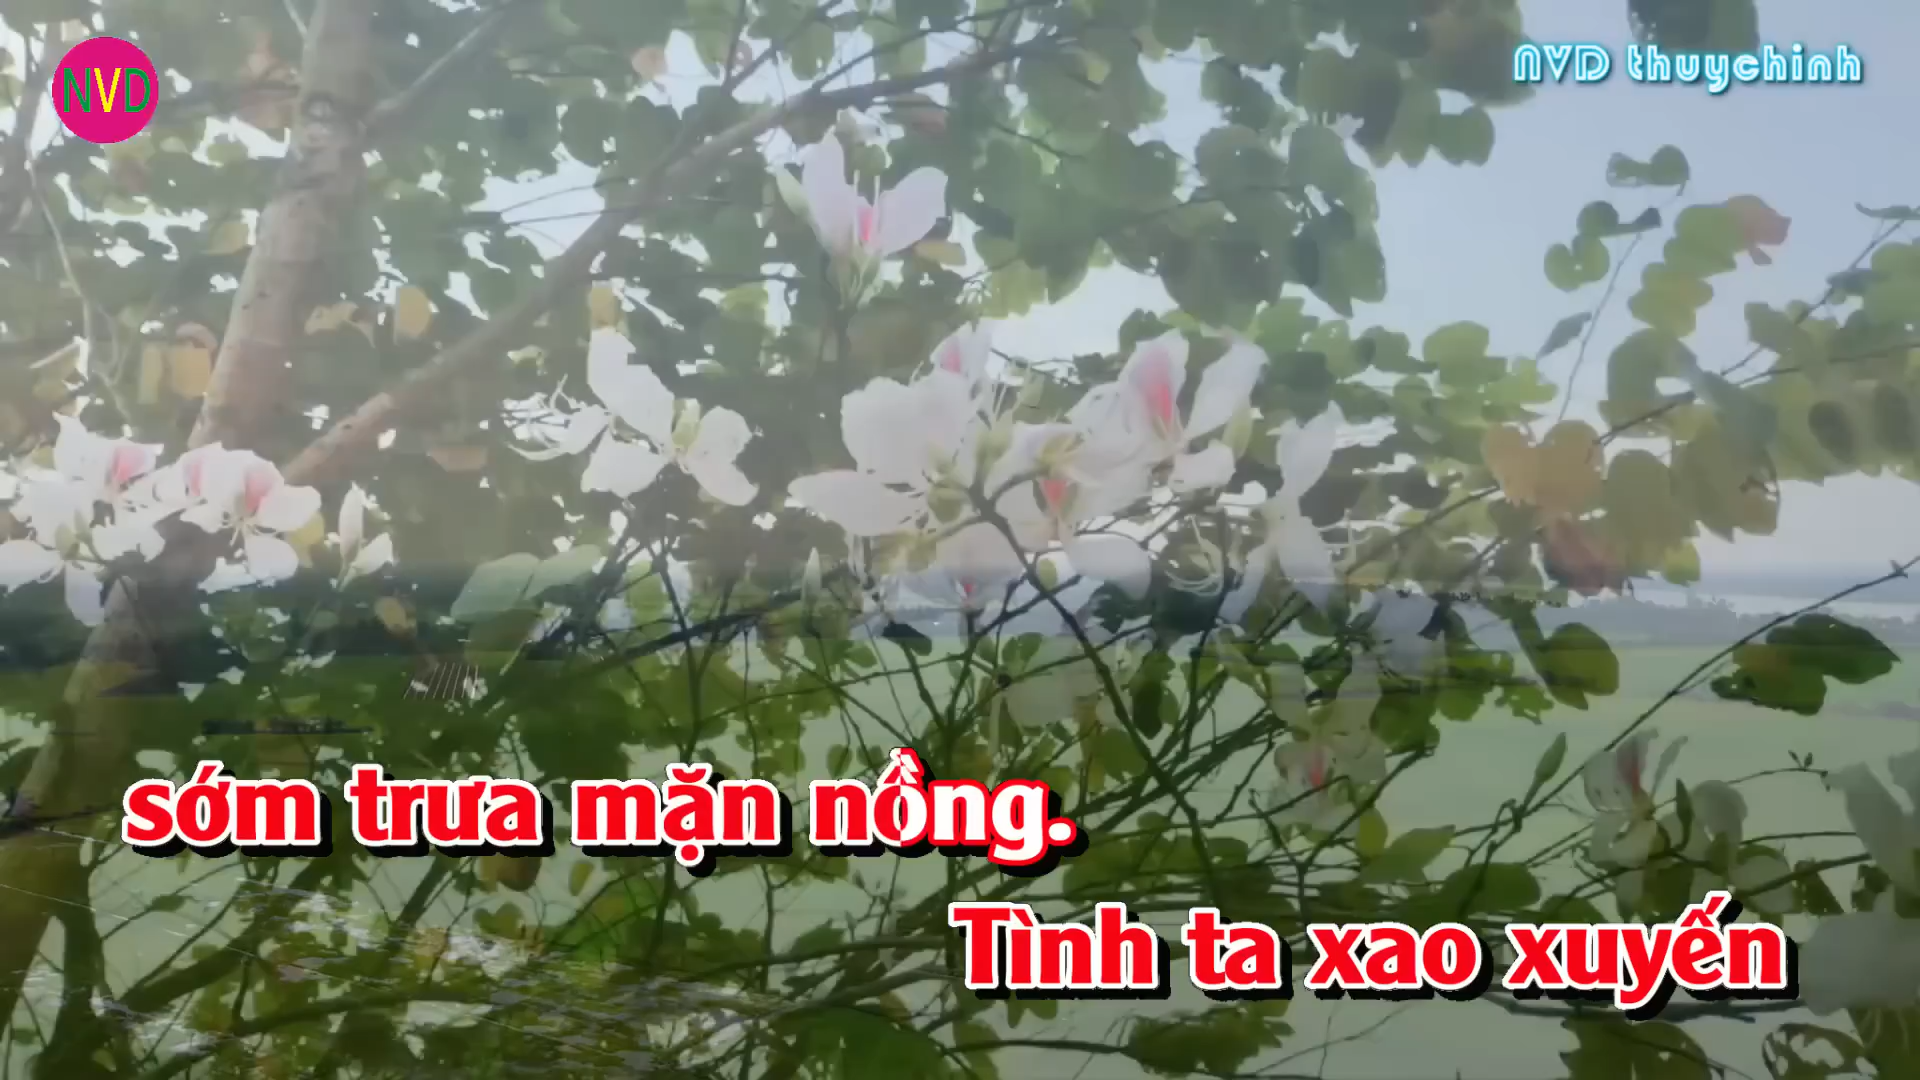 NVD
NVD thuychinh
sớm trưa mặn nồng.
Tình ta xao xuyến